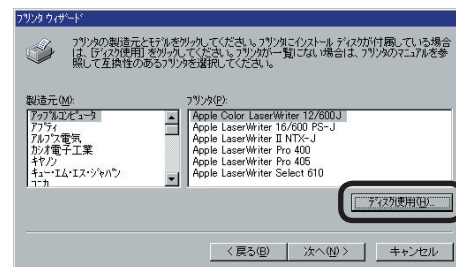 プリンタ ウィザード
プリンタの製造元とモデルをクリックしてください。プリンタにインストール ディスクが付属している場合
は、[ディスク使用] をクリックしてください。プリンタが一覧にない場合は、プリンタのマニュアルを参
照して互換性のあるプリンタを選択してください。
製造元(M):
プリンタ(P):
アップルコンピュータ
アプティ
アルプス電気
カシオ電子工業
キヤノン
キュー・エム・エス・ジャパン
コニカ
Apple Color LaserWriter 12/600J
Apple LaserWriter 16/600 PS-J
Apple LaserWriter II NTX-J
Apple LaserWriter Pro 400
Apple LaserWriter Pro 405
Apple LaserWriter Select 610
ディスク使用(H)...
< 戻る(B)
次へ(N) >
キャンセル